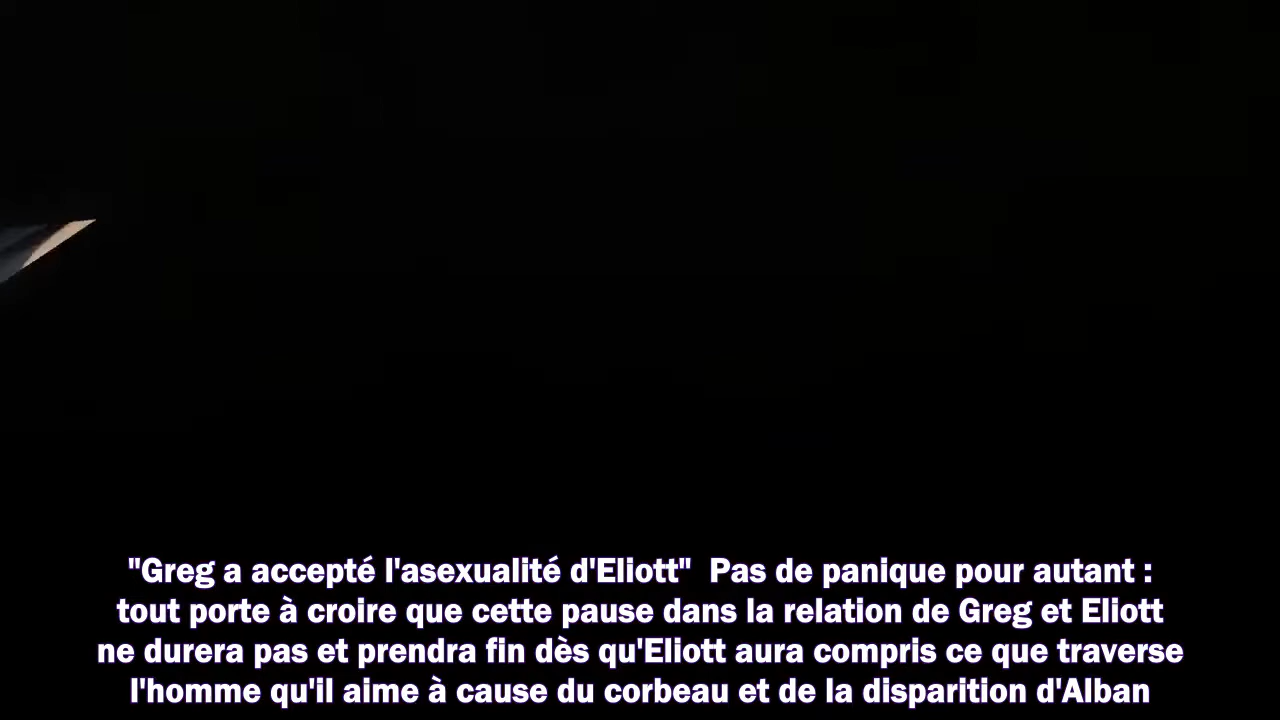 "Greg a accepté l'asexualité d'Eliott"  Pas de panique pour autant :
tout porte à croire que cette pause dans la relation de Greg et Eliott
ne durera pas et prendra fin dès qu'Eliott aura compris ce que traverse
l'homme qu'il aime à cause du corbeau et de la disparition d'Alban